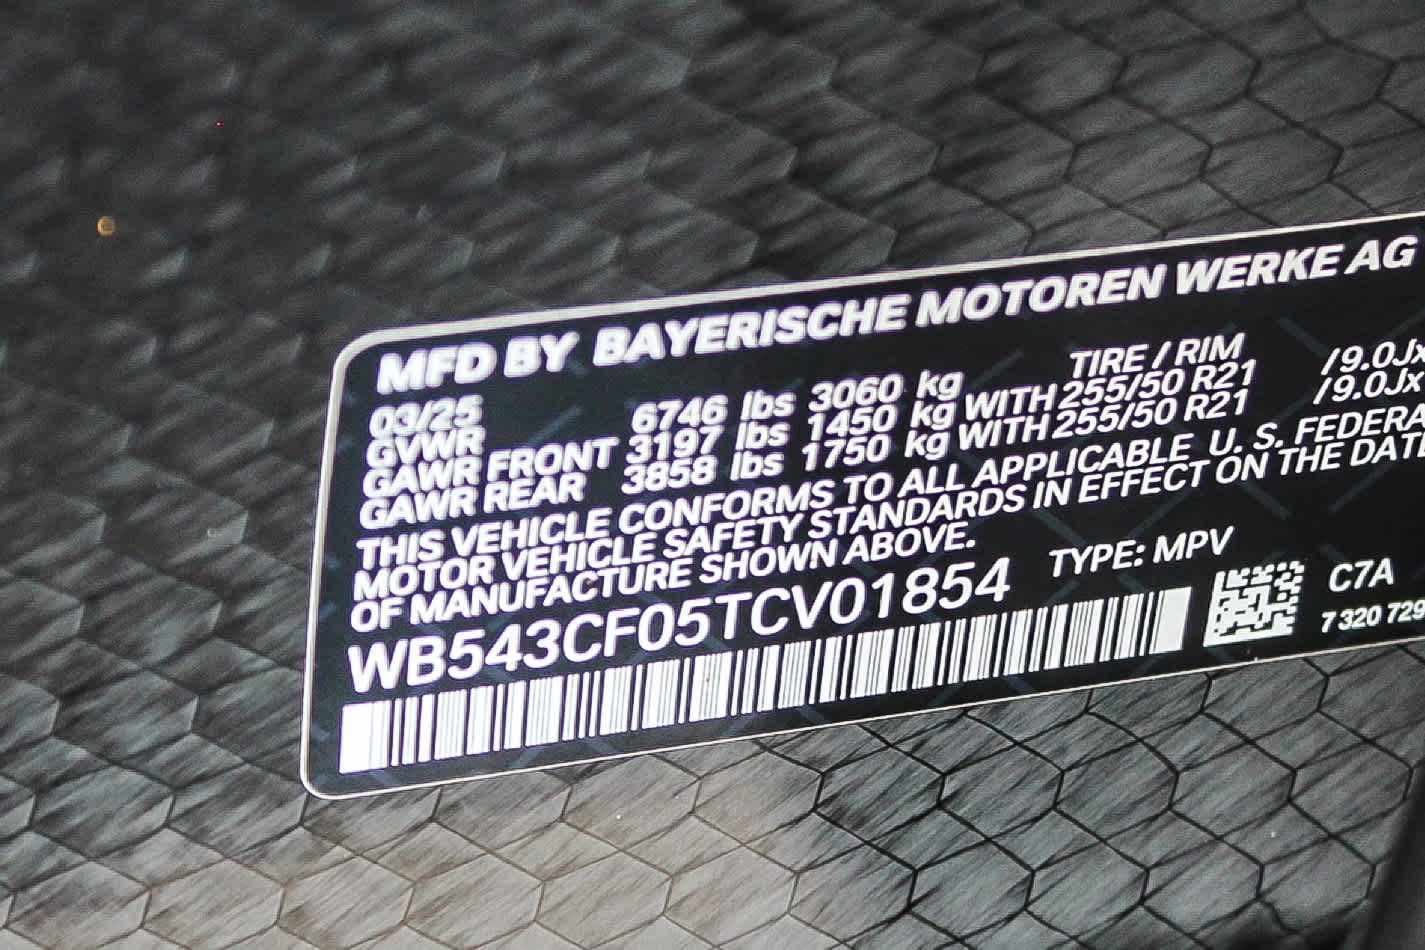 MFD BY BAYERISCHE MOTOREN WERKE AG
03/25 TIRE / RIM
GVWR 6746 lbs 3060 kg
GAWR FRONT 3197 lbs 1450 kg WITH 255/50 R21 /9.0Jx
GAWR REAR 3858 lbs 1750 kg WITH 255/50 R21 /9.0Jx
THIS VEHICLE CONFORMS TO ALL APPLICABLE U. S. FEDERA
MOTOR VEHICLE SAFETY STANDARDS IN EFFECT ON THE DATE
OF MANUFACTURE SHOWN ABOVE.
WB543CF05TCV01854 TYPE: MPV
C7A
7 320 729